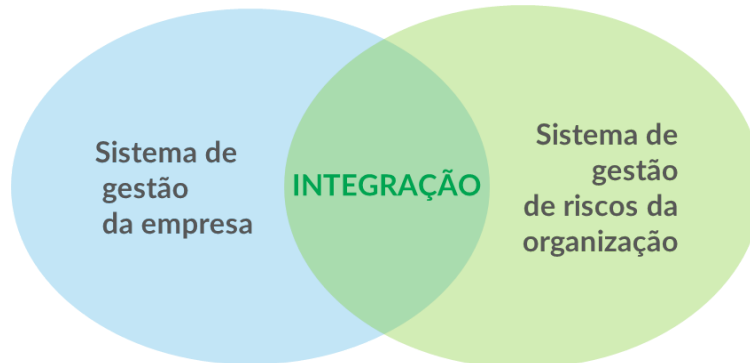 Sistema de
gestão
da empresa
INTEGRAÇÃO
Sistema de
gestão
de riscos da
organização